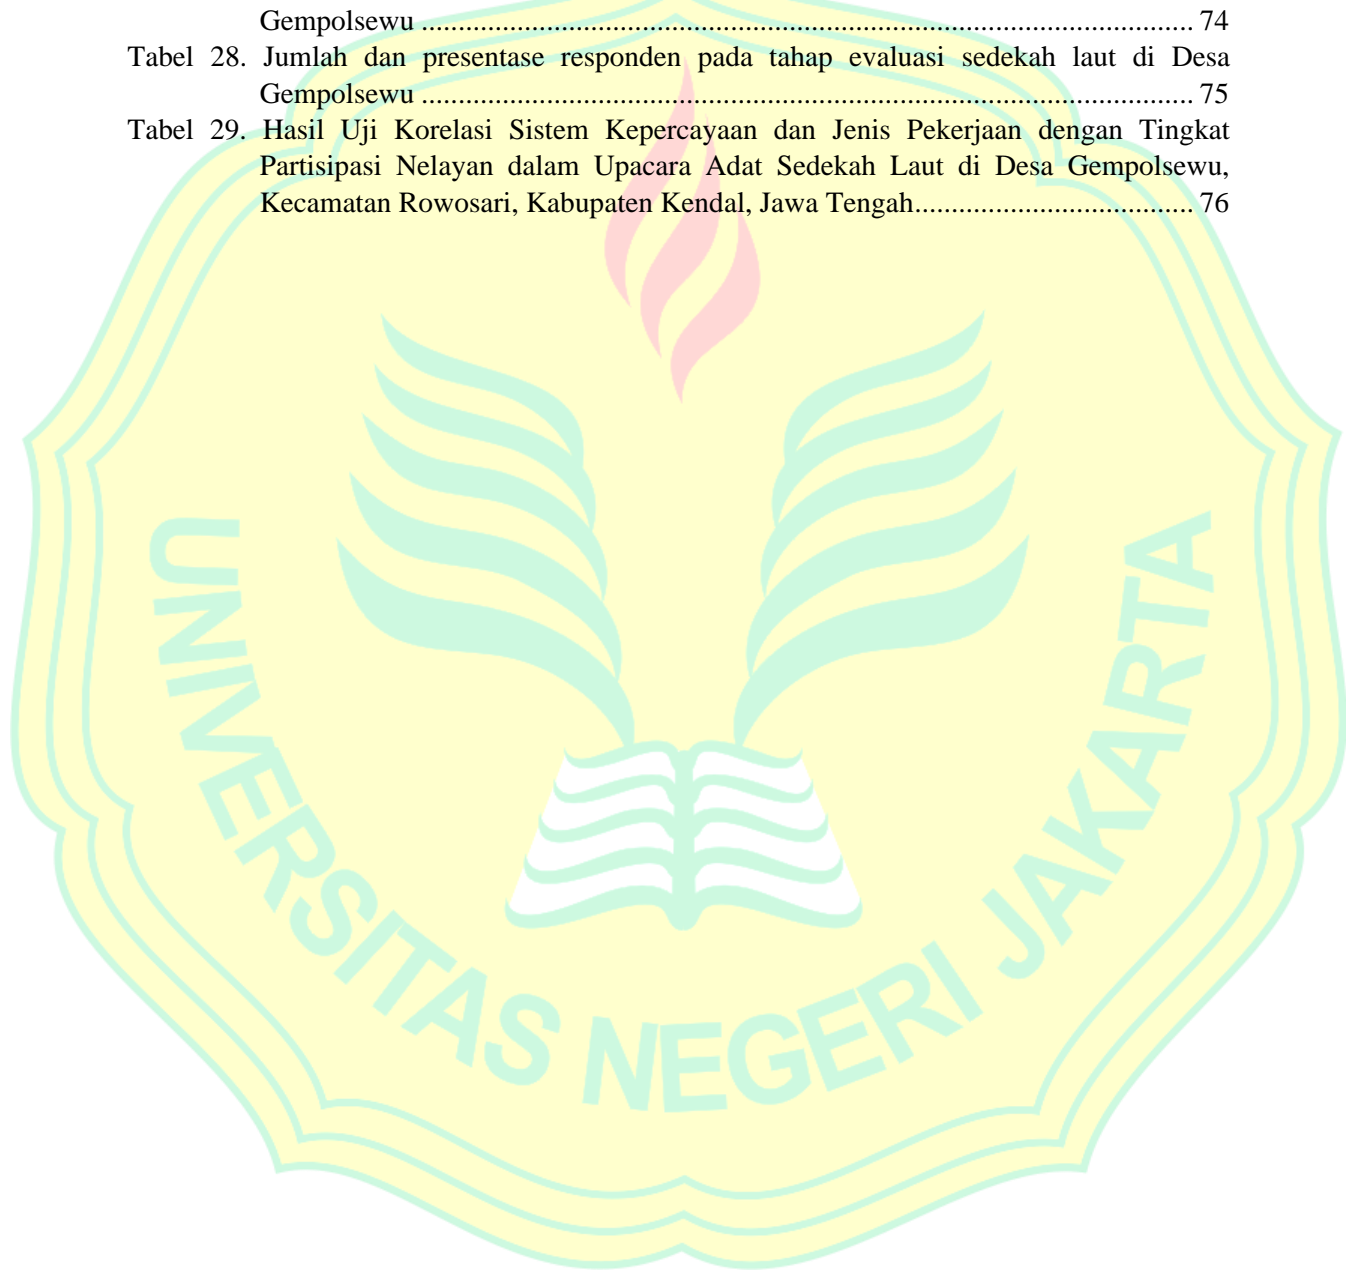 Gempolsewu ........................................................................................................ 74
Tabel 28. Jumlah dan presentase responden pada tahap evaluasi sedekah laut di Desa
Gempolsewu ........................................................................................................ 75
Tabel 29. Hasil Uji Korelasi Sistem Kepercayaan dan Jenis Pekerjaan dengan Tingkat
Partisipasi Nelayan dalam Upacara Adat Sedekah Laut di Desa Gempolsewu,
Kecamatan Rowosari, Kabupaten Kendal, Jawa Tengah...................................... 76
UNIVERSITAS NEGERI JAKARTA